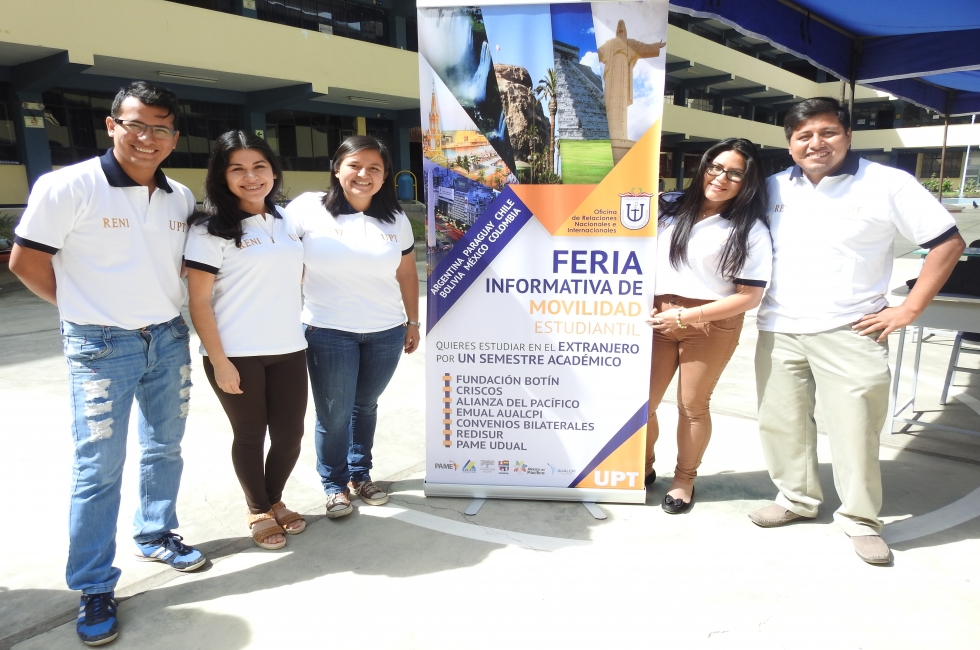 Oficina
de Relaciones
Nacionales e
Internacionales
ARGENTINA PARAGUAY CHILE
BOLIVIA MÉXICO COLOMBIA
FERIA
INFORMATIVA DE
MOVILIDAD
ESTUDIANTIL
QUIERES ESTUDIAR EN EL EXTRANJERO
POR UN SEMESTRE ACADÉMICO
FUNDACIÓN BOTÍN
CRISCOS
ALIANZA DEL PACÍFICO
EMUAL AUALCPI
CONVENIOS BILATERALES
REDISUR
PAME UDUAL
PAME
UPT
RENI UPT
RENI
UPT